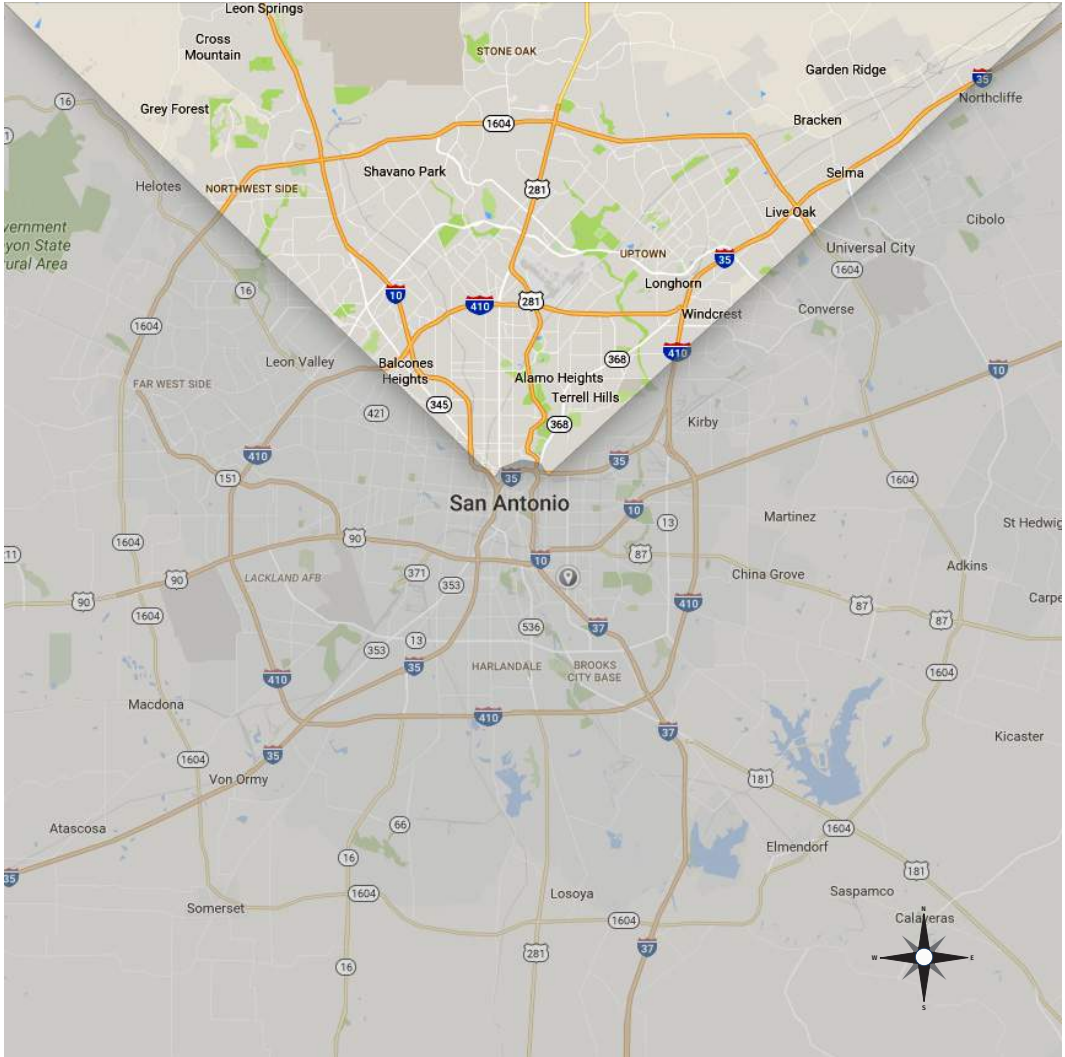 Leon Springs
Cross
Mountain
STONE OAK
Garden Ridge
35
Northcliffe
16
Grey Forest
1604
Bracken
Shavano Park
Selma
Helotes
NORTHWEST SIDE
281
Live Oak
Cibolo
vernment
yon State
ural Area
UPTOWN
35
Universal City
1604
Longhorn
16
10
410
281
Windcrest
Converse
1604
Leon Valley
Balcones
Heights
368
410
10
FAR WEST SIDE
Alamo Heights
Terrell Hills
345
421
368
Kirby
410
35
35
151
1604
San Antonio
10
13
Martinez
St Hedwig
1604
90
211
10
87
Adkins
90
LACKLAND AFB
371
353
China Grove
90
410
87
Carpe
1604
536
37
87
353
13
35
HARLANDALE
BROOKS
CITY BASE
1604
410
Macdona
410
37
Kicaster
35
1604
Von Ormy
181
66
Atascosa
1604
16
Elmendorf
35
181
1604
Losoya
Saspamco
Somerset
1604
Calaveras
N
37
281
W
E
16
S